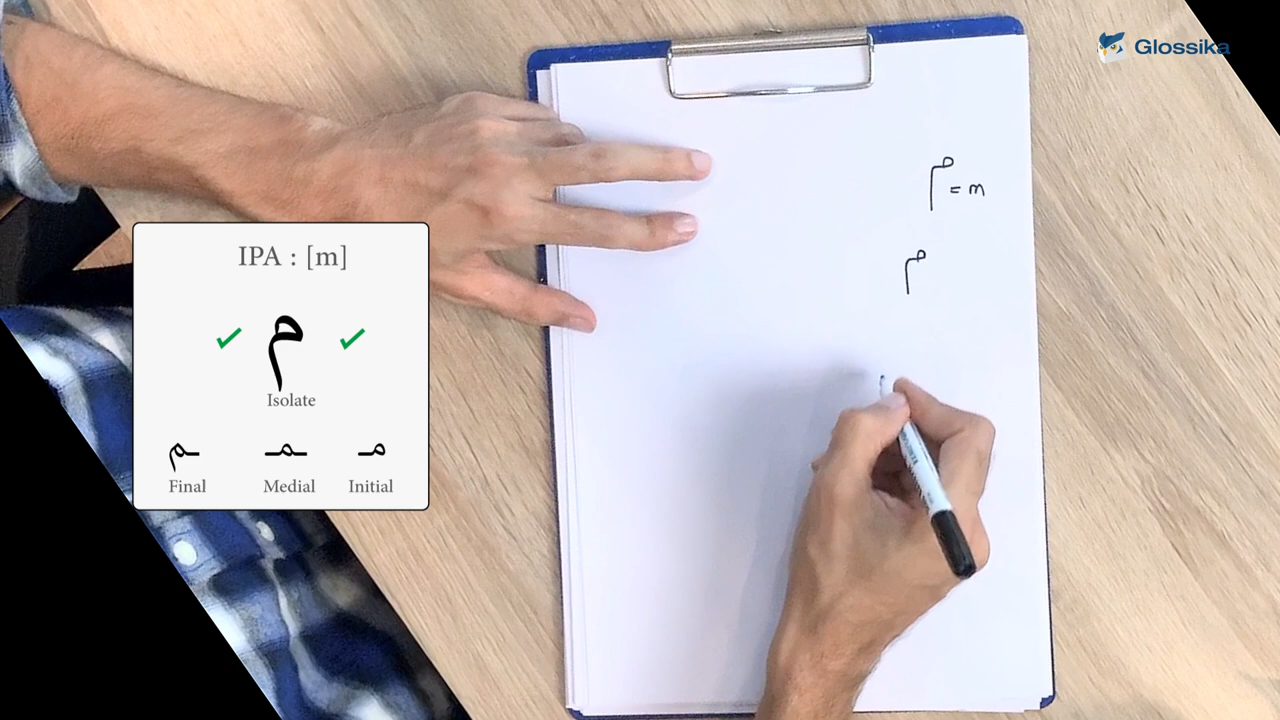 Glossika
IPA : [m]
م
Isolate
ـم ـمـ مـ
Final Medial Initial
م = m
م